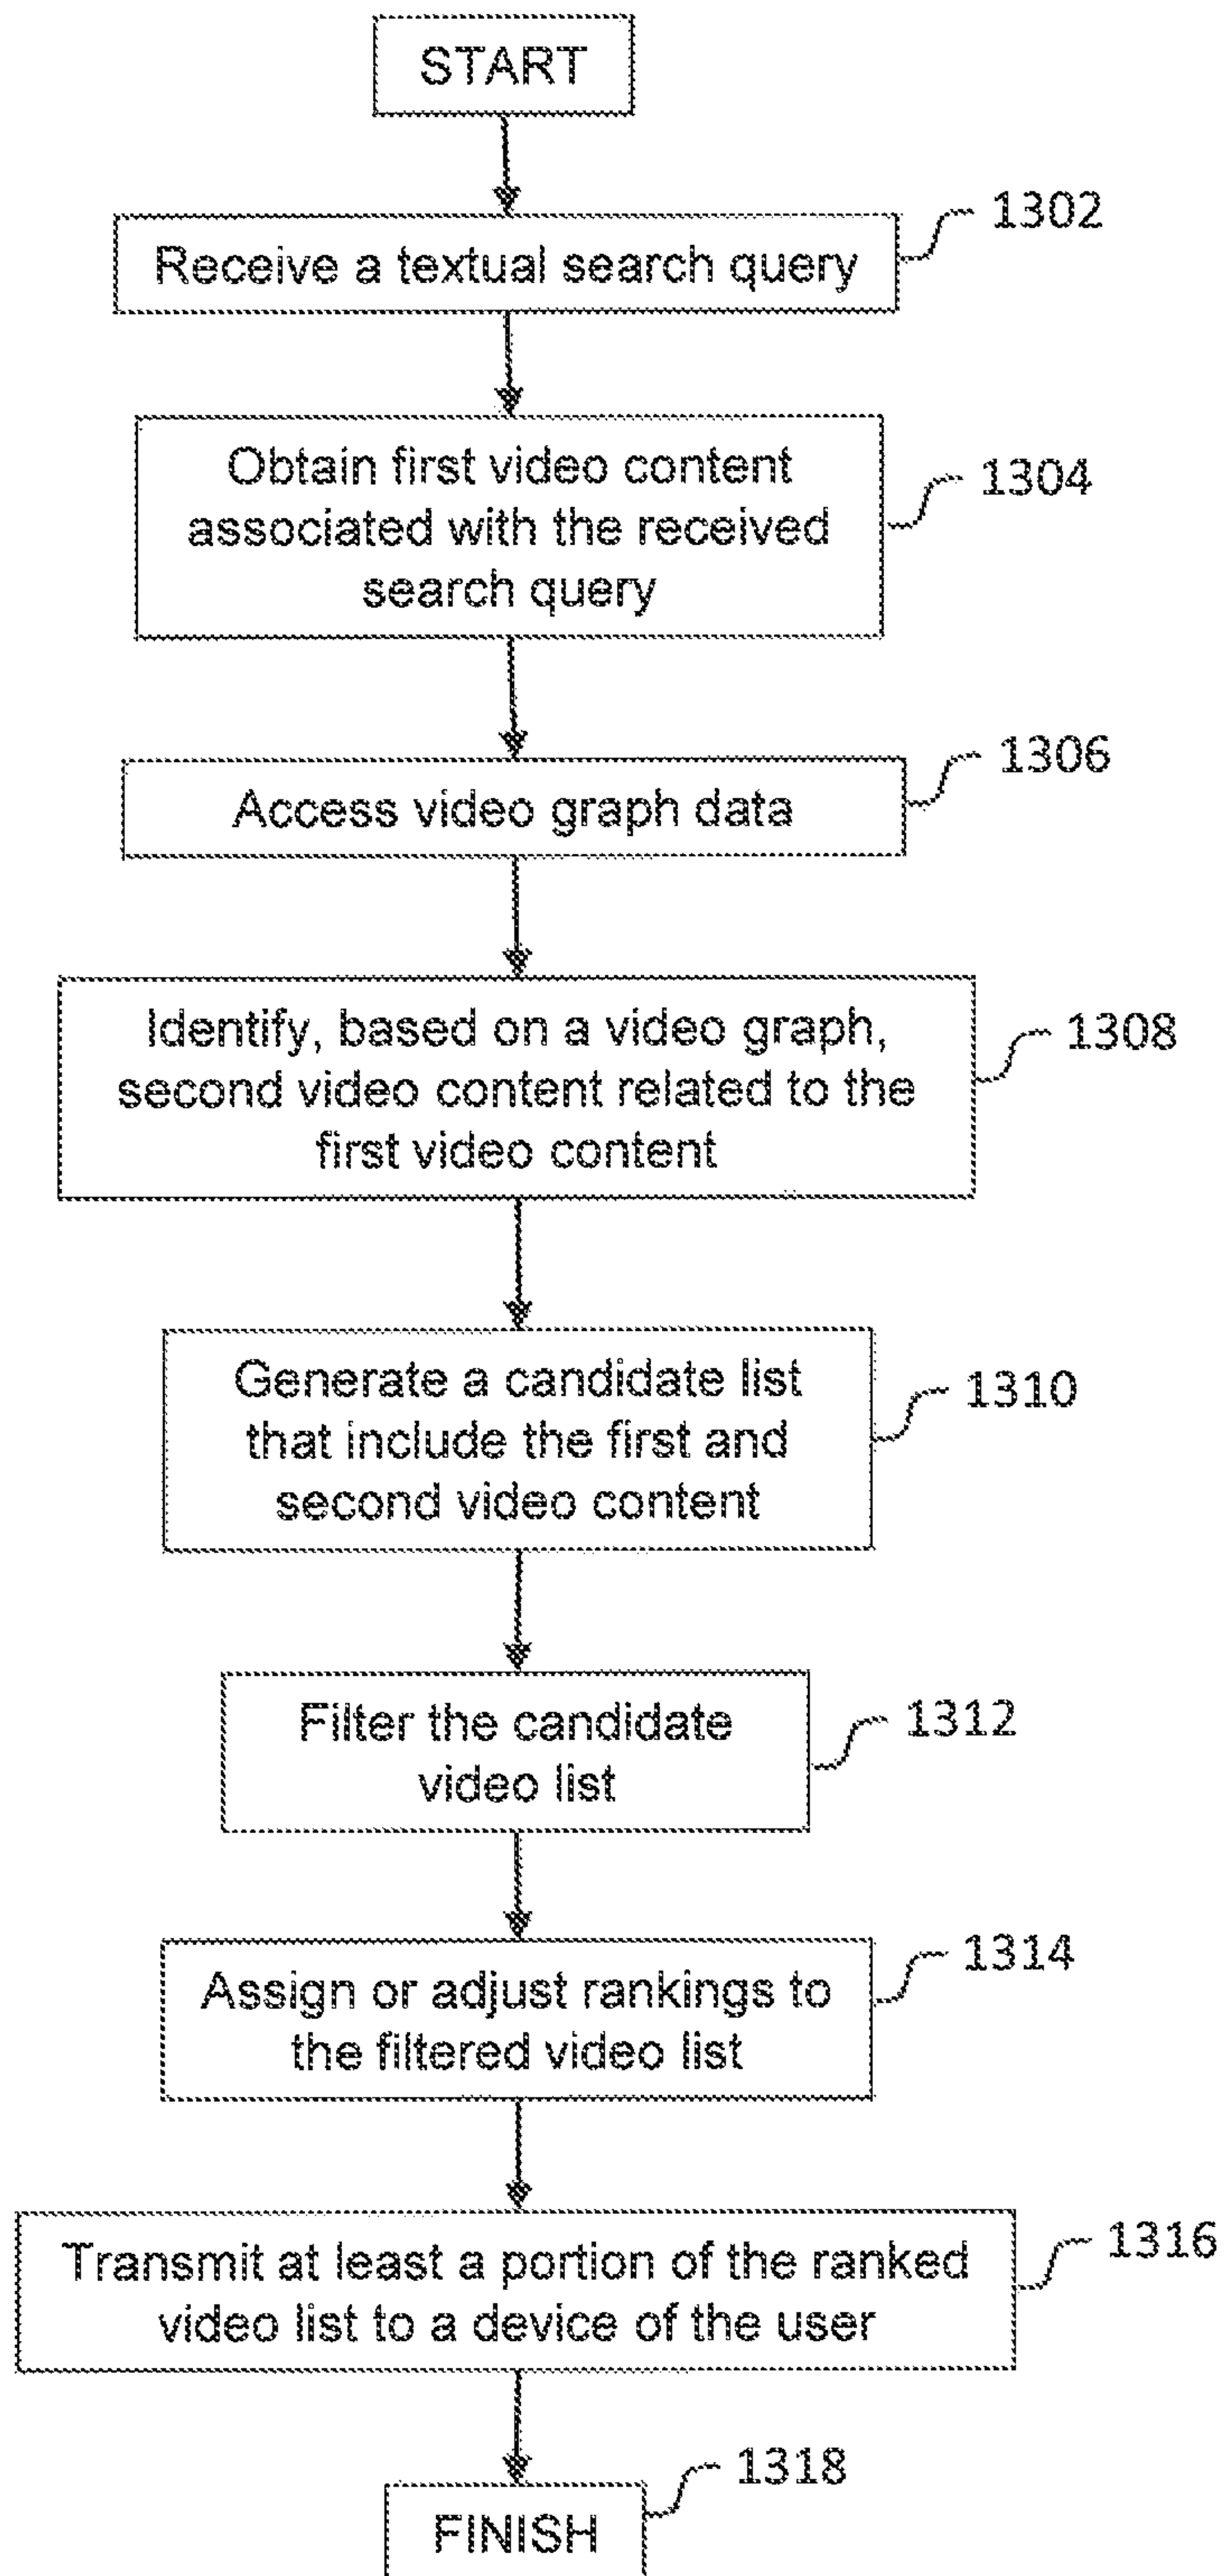 START
1302
Receive a textual search query
Obtain first video content
associated with the received
search query
1304
1306
Access video graph data
Identify, based on a video graph,
second video content related to the
first video content
1308
Generate a candidate list
that include the first and
second video content
1310
Filter the candidate
video list
1312
1314
Assign or adjust rankings to
the filtered video list
Transmit at least a portion of the ranked
video list to a device of the user
1316
1318
FINISH